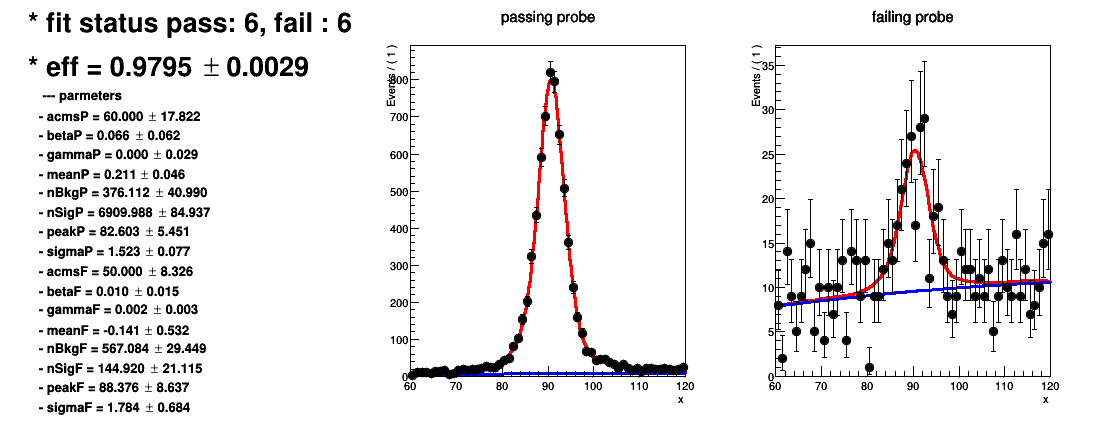 * fit status pass: 6, fail : 6
* eff = 0.9795 ± 0.0029
--- parmeters
- acmsP = 60.000 ± 17.822
- betaP = 0.066 ± 0.062
- gammaP = 0.000 ± 0.029
- meanP = 0.211 ± 0.046
- nBkgP = 376.112 ± 40.990
- nSigP = 6909.988 ± 84.937
- peakP = 82.603 ± 5.451
- sigmaP = 1.523 ± 0.077
- acmsF = 50.000 ± 8.326
- betaF = 0.010 ± 0.015
- gammaF = 0.002 ± 0.003
- meanF = -0.141 ± 0.532
- nBkgF = 567.084 ± 29.449
- nSigF = 144.920 ± 21.115
- peakF = 88.376 ± 8.637
- sigmaF = 1.784 ± 0.684
passing probe
Events / ( 1 )
800
700
600
500
400
300
200
100
0
60 70 80 90 100 110 120
x
failing probe
Events / ( 1 )
35
30
25
20
15
10
5
0
60 70 80 90 100 110 120
x